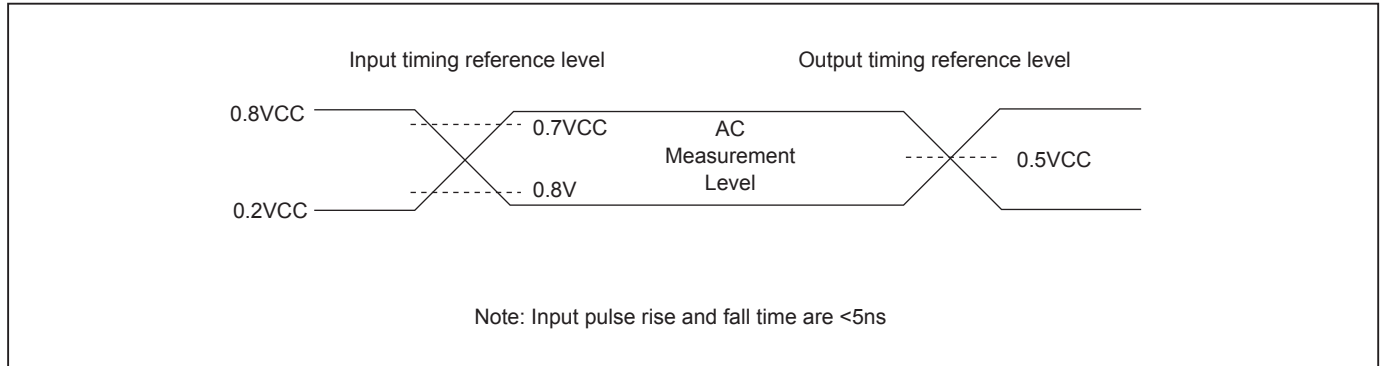 Input timing reference level
Output timing reference level
0.8VCC
0.7VCC
AC
Measurement
Level
0.5VCC
0.8V
0.2VCC
Note: Input pulse rise and fall time are <5ns